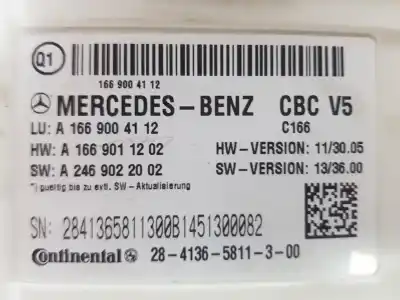 Q1
166 900 4112
MERCEDES-BENZ CBC V5
LU: A 166 900 41 12 C166
HW: A 166 901 12 02 HW-VERSION: 11/30.05
SW: A 246 902 20 02 SW-VERSION: 13/36.00
*) gueltig bis zu evtl. SW-Aktualisierung
SN: 2841365811300B1451300082
Continental 28-4136-5811-3-00